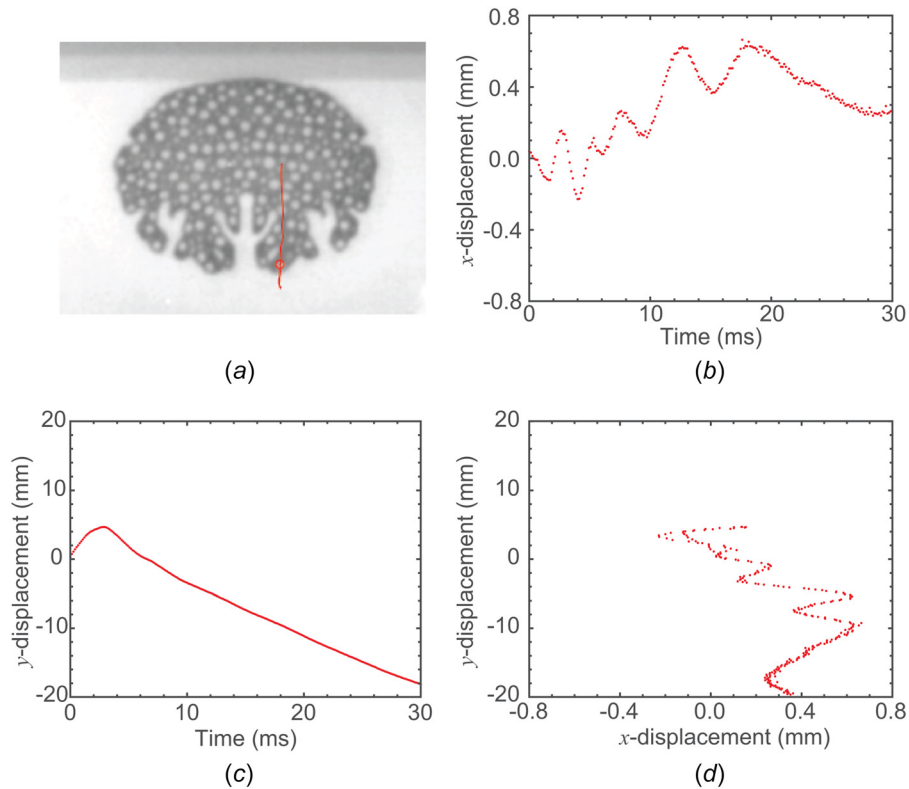 0.8
0.4
0.0
-0.4
-0.8
x-displacement (mm)
0 10 20 30
Time (ms)
(a)
(b)
20
10
0
-10
-20
y-displacement (mm)
0 10 20 30
Time (ms)
(c)
20
10
0
-10
-20
y-displacement (mm)
-0.8 -0.4 0.0 0.4 0.8
x-displacement (mm)
(d)